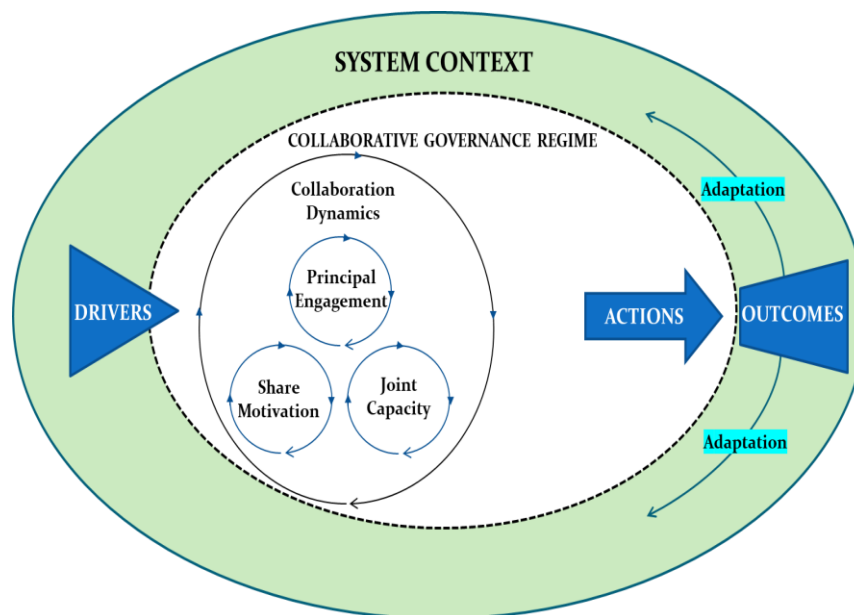 SYSTEM CONTEXT
COLLABORATIVE GOVERNANCE REGIME
Collaboration
Dynamics
Adaptation
Principal
Engagement
DRIVERS
ACTIONS
OUTCOMES
Share
Motivation
Joint
Capacity
Adaptation